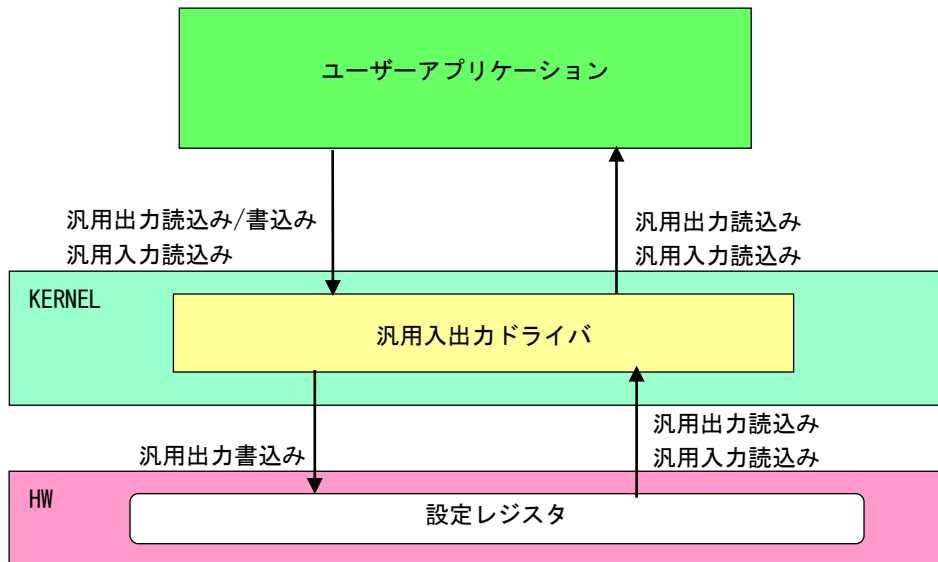 ユーザーアプリケーション
汎用出力読込み/書込み
汎用入力読込み
汎用出力読込み
汎用入力読込み
KERNEL
汎用入出力ドライバ
汎用出力書込み
汎用出力読込み
汎用入力読込み
HW
設定レジスタ